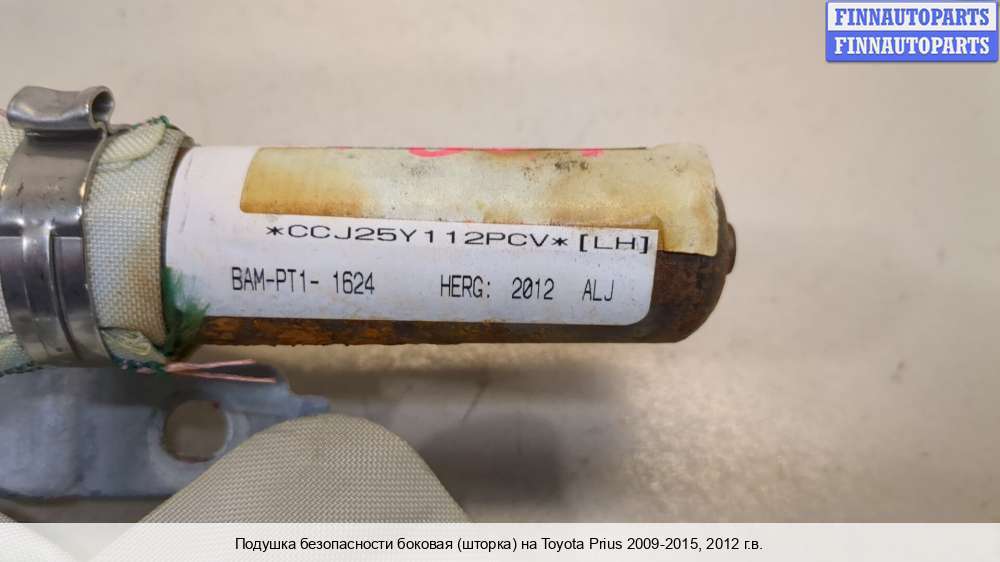 FINNAUTOPARTS
FINNAUTOPARTS
*CCJ25Y112PCV*[LH]
BAM-PT1- 1624 HERG: 2012 ALJ
Подушка безопасности боковая (шторка) на Toyota Prius 2009-2015, 2012 г.в.